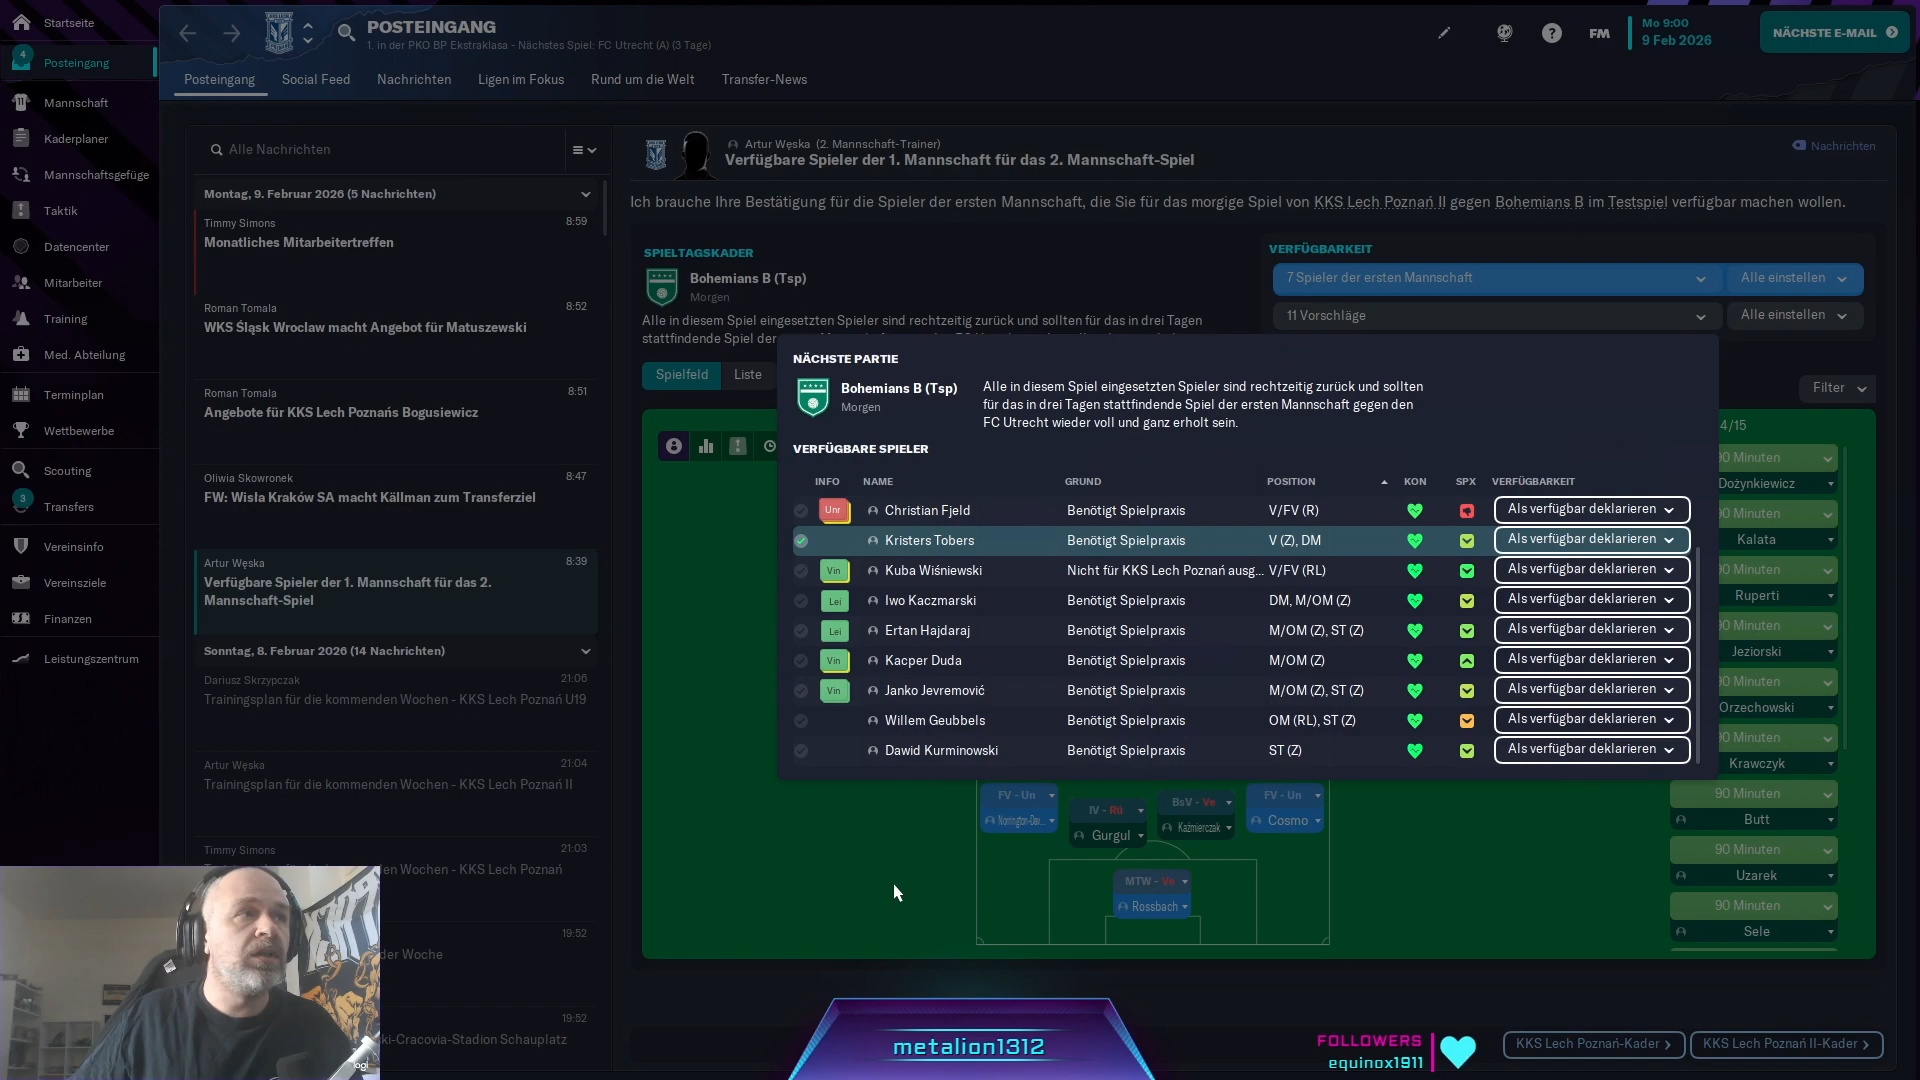 Startseite
4
Posteingang
Mannschaft
Kaderplaner
Mannschaftsgefüge
Taktik
Datencenter
Mitarbeiter
Training
Med. Abteilung
Terminplan
Wettbewerbe
Scouting
3
Transfers
Vereinsinfo
Vereinsziele
Finanzen
Leistungszentrum
POSTEINGANG
1. in der PKO BP Ekstraklasa - Nächstes Spiel: FC Utrecht (A) (3 Tage)
FM
Mo 9:00
9 Feb 2026
NÄCHSTE E-MAIL
Posteingang
Social Feed
Nachrichten
Ligen im Fokus
Rund um die Welt
Transfer-News
Alle Nachrichten
Montag, 9. Februar 2026 (5 Nachrichten)
Timmy Simons 8:59
Monatliches Mitarbeitertreffen
Roman Tomala 8:52
WKS Śląsk Wroclaw macht Angebot für Matuszewski
Roman Tomala 8:51
Angebote für KKS Lech Poznańs Bogusiewicz
Oliwia Skowronek 8:47
FW: Wisla Kraków SA macht Källman zum Transferziel
Artur Węska 8:39
Verfügbare Spieler der 1. Mannschaft für das 2.
Mannschaft-Spiel
Sonntag, 8. Februar 2026 (14 Nachrichten)
Dariusz Skrzypczak 21:06
Trainingsplan für die kommenden Wochen - KKS Lech Poznań U19
Artur Węska 21:04
Trainingsplan für die kommenden Wochen - KKS Lech Poznań II
Timmy Simons 21:03
en Wochen - KKS Lech Poznań
19:52
der Woche
19:52
ki-Cracovia-Stadion Schauplatz
Artur Węska (2. Mannschaft-Trainer)
Verfügbare Spieler der 1. Mannschaft für das 2. Mannschaft-Spiel
Nachrichten
Ich brauche Ihre Bestätigung für die Spieler der ersten Mannschaft, die Sie für das morgige Spiel von KKS Lech Poznań II gegen Bohemians B im Testspiel verfügbar machen wollen.
SPIELTAGSKADER
Bohemians B (Tsp)
Morgen
Alle in diesem Spiel eingesetzten Spieler sind rechtzeitig zurück und sollten für das in drei Tagen
stattfindende Spiel der
VERFÜGBARKEIT
7 Spieler der ersten Mannschaft
Alle einstellen
11 Vorschläge
Alle einstellen
Spielfeld
Liste
Filter
NÄCHSTE PARTIE
Bohemians B (Tsp)
Morgen
Alle in diesem Spiel eingesetzten Spieler sind rechtzeitig zurück und sollten
für das in drei Tagen stattfindende Spiel der ersten Mannschaft gegen den
FC Utrecht wieder voll und ganz erholt sein.
VERFÜGBARE SPIELER
INFO NAME GRUND POSITION KON SPX VERFÜGBARKEIT
Unr Christian Fjeld Benötigt Spielpraxis V/FV (R) Als verfügbar deklarieren
Kristers Tobers Benötigt Spielpraxis V (Z), DM Als verfügbar deklarieren
Vin Kuba Wiśniewski Nicht für KKS Lech Poznań ausg... V/FV (RL) Als verfügbar deklarieren
Lei Iwo Kaczmarski Benötigt Spielpraxis DM, M/OM (Z) Als verfügbar deklarieren
Lei Ertan Hajdaraj Benötigt Spielpraxis M/OM (Z), ST (Z) Als verfügbar deklarieren
Vin Kacper Duda Benötigt Spielpraxis M/OM (Z) Als verfügbar deklarieren
Vin Janko Jevremović Benötigt Spielpraxis M/OM (Z), ST (Z) Als verfügbar deklarieren
Willem Geubbels Benötigt Spielpraxis OM (RL), ST (Z) Als verfügbar deklarieren
Dawid Kurminowski Benötigt Spielpraxis ST (Z) Als verfügbar deklarieren
4/15
90 Minuten
Dożynkiewicz
90 Minuten
Kalata
90 Minuten
Ruperti
90 Minuten
Jeziorski
90 Minuten
Orzechowski
90 Minuten
Krawczyk
90 Minuten
Butt
90 Minuten
Uzarek
90 Minuten
Sele
FV - Un
IV - Rü
Gurgul
BsV - Ve
Kaźmierczak
FV - Un
Cosmo
MTW - Ve
Rossbach
metalion1312
FOLLOWERS
equinox1911
KKS Lech Poznań-Kader
KKS Lech Poznań II-Kader
logi